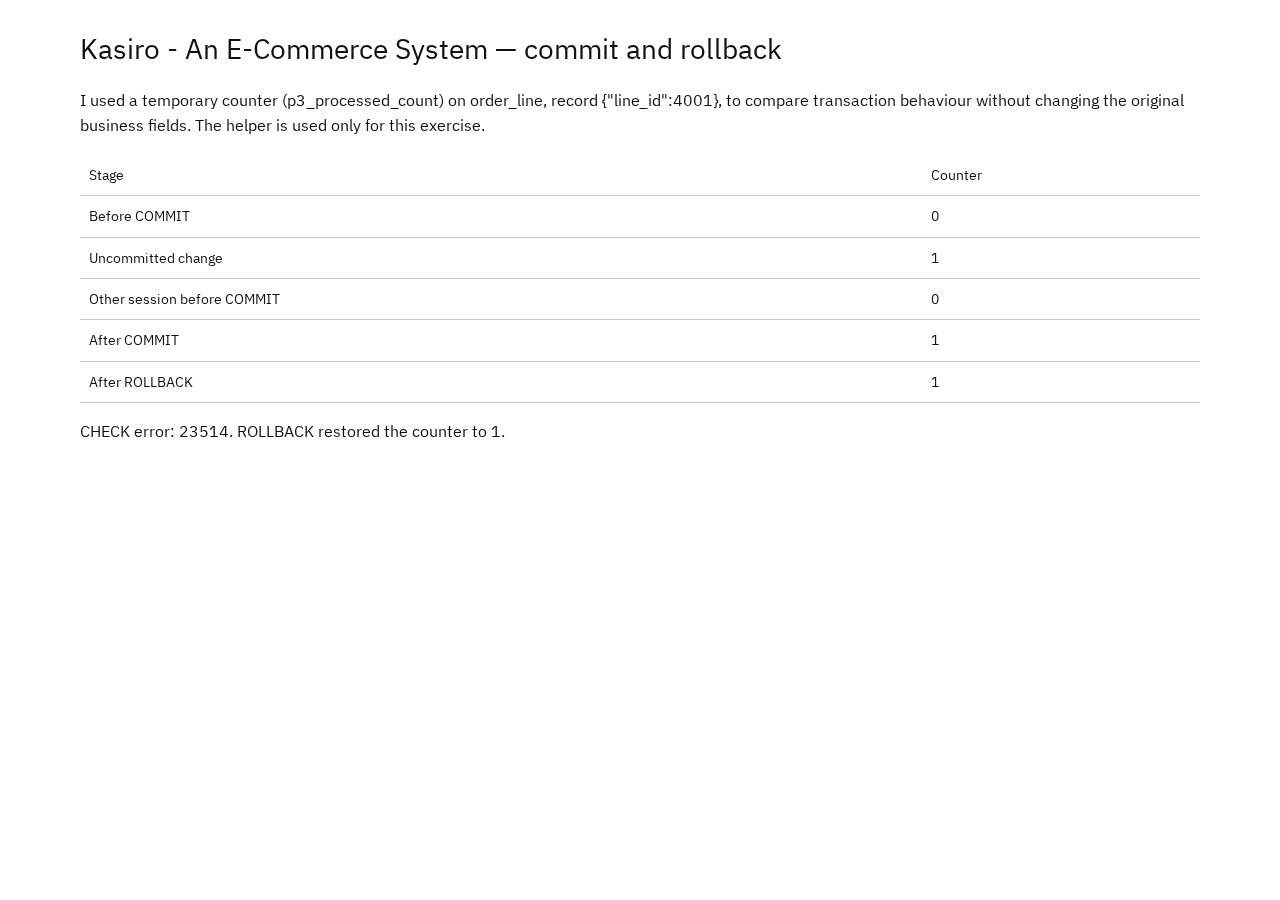 Kasiro - An E-Commerce System — commit and rollback
I used a temporary counter (p3_processed_count) on order_line, record {"line_id":4001}, to compare transaction behaviour without changing the original
business fields. The helper is used only for this exercise.
Stage Counter
Before COMMIT 0
Uncommitted change 1
Other session before COMMIT 0
After COMMIT 1
After ROLLBACK 1
CHECK error: 23514. ROLLBACK restored the counter to 1.